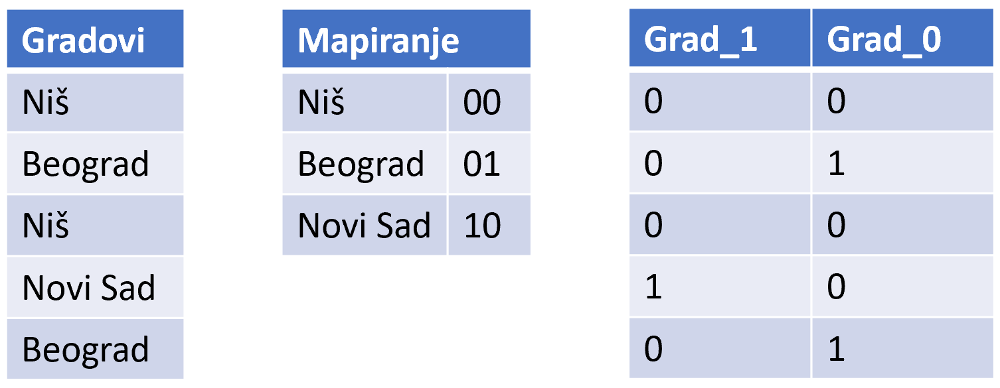 Gradovi
Niš
Beograd
Niš
Novi Sad
Beograd
Mapiranje
Niš 00
Beograd 01
Novi Sad 10
Grad_1 Grad_0
0 0
0 1
0 0
1 0
0 1